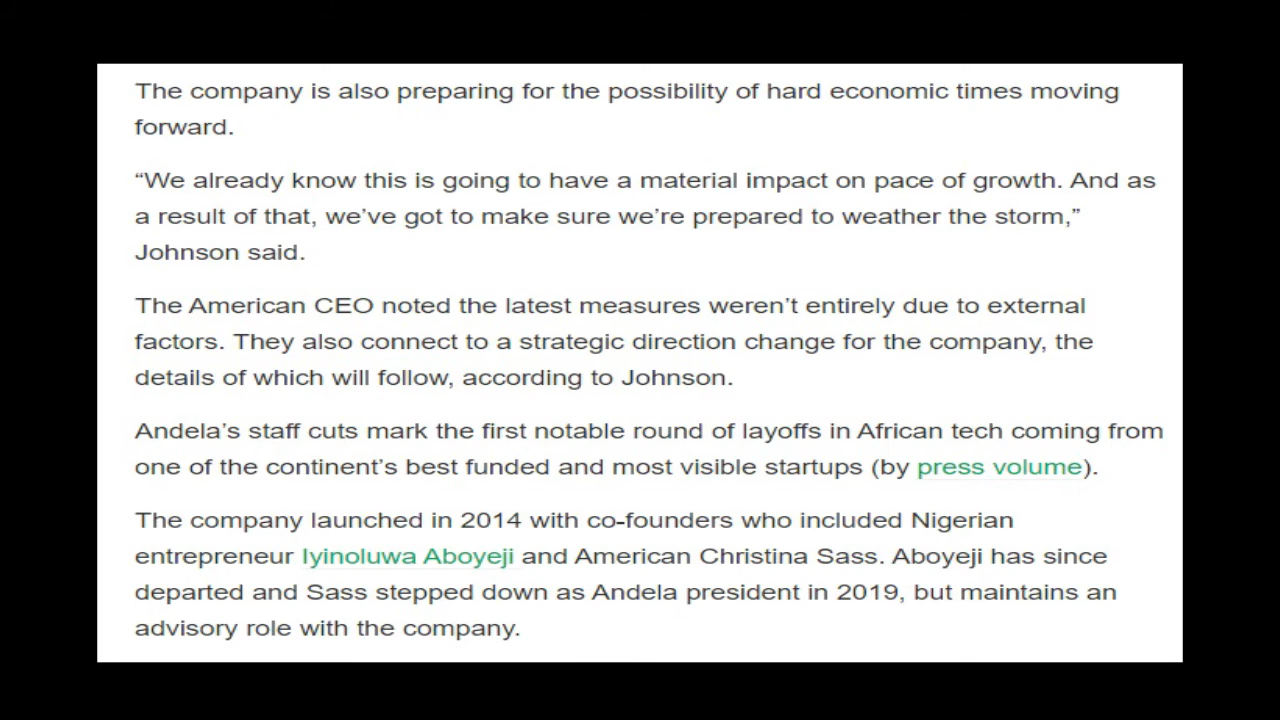 The company is also preparing for the possibility of hard economic times moving
forward.
“We already know this is going to have a material impact on pace of growth. And as
a result of that, we’ve got to make sure we’re prepared to weather the storm,”
Johnson said.
The American CEO noted the latest measures weren’t entirely due to external
factors. They also connect to a strategic direction change for the company, the
details of which will follow, according to Johnson.
Andela’s staff cuts mark the first notable round of layoffs in African tech coming from
one of the continent’s best funded and most visible startups (by press volume).
The company launched in 2014 with co-founders who included Nigerian
entrepreneur Iyinoluwa Aboyeji and American Christina Sass. Aboyeji has since
departed and Sass stepped down as Andela president in 2019, but maintains an
advisory role with the company.